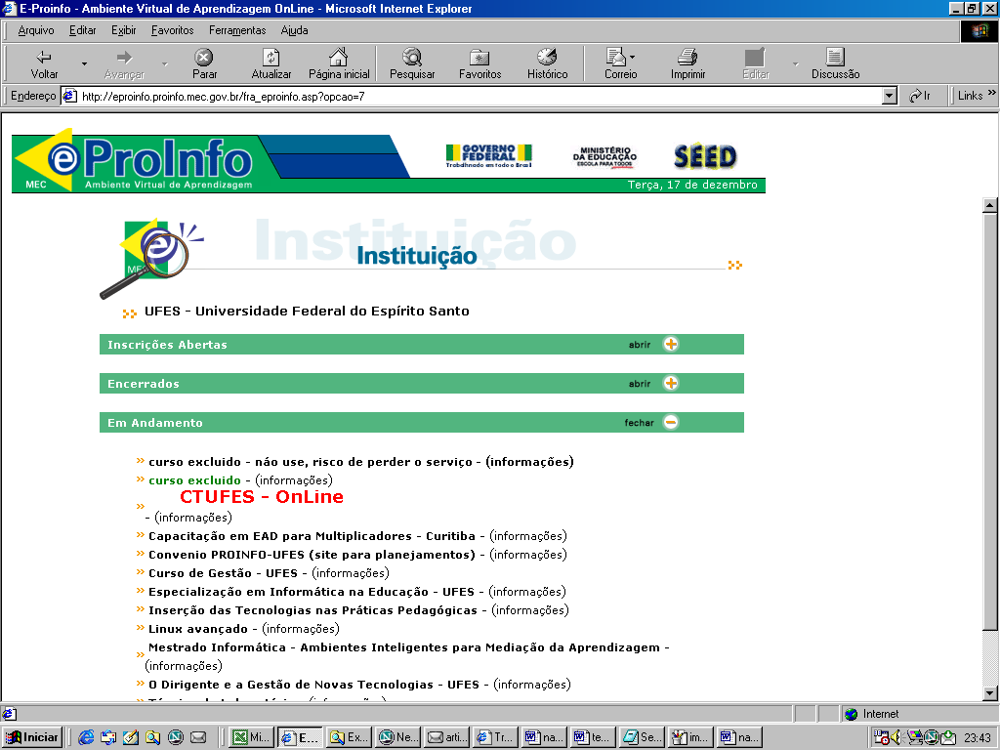 E-Proinfo - Ambiente Virtual de Aprendizagem OnLine - Microsoft Internet Explorer
Arquivo Editar Exibir Favoritos Ferramentas Ajuda
Voltar Avançar Parar Atualizar Página inicial Pesquisar Favoritos Histórico Correio Imprimir Editar Discussão
Endereço http://eproinfo.proinfo.mec.gov.br/fra_eproinfo.asp?opcao=7 Ir Links »
eProInfo
MEC Ambiente Virtual de Aprendizagem
GOVERNO FEDERAL
Trabalhando em todo o Brasil
MINISTÉRIO DA EDUCAÇÃO
ESCOLA PARA TODOS
SEED
Terça, 17 de dezembro
Instituição
Instituição
UFES - Universidade Federal do Espírito Santo
Inscrições Abertas abrir
Encerrados abrir
Em Andamento fechar
curso excluido - não use, risco de perder o serviço - (informações)
curso excluido - (informações)
CTUFES - OnLine
- (informações)
Capacitação em EAD para Multiplicadores - Curitiba - (informações)
Convenio PROINFO-UFES (site para planejamentos) - (informações)
Curso de Gestão - UFES - (informações)
Especialização em Informática na Educação - UFES - (informações)
Inserção das Tecnologias nas Práticas Pedagógicas - (informações)
Linux avançado - (informações)
Mestrado Informática - Ambientes Inteligentes para Mediação da Aprendizagem -
(informações)
O Dirigente e a Gestão de Novas Tecnologias - UFES - (informações)
Internet
Iniciar Mi... E... Ex... Ne... arti... Tr... na... te... Se... im... na... 23:43